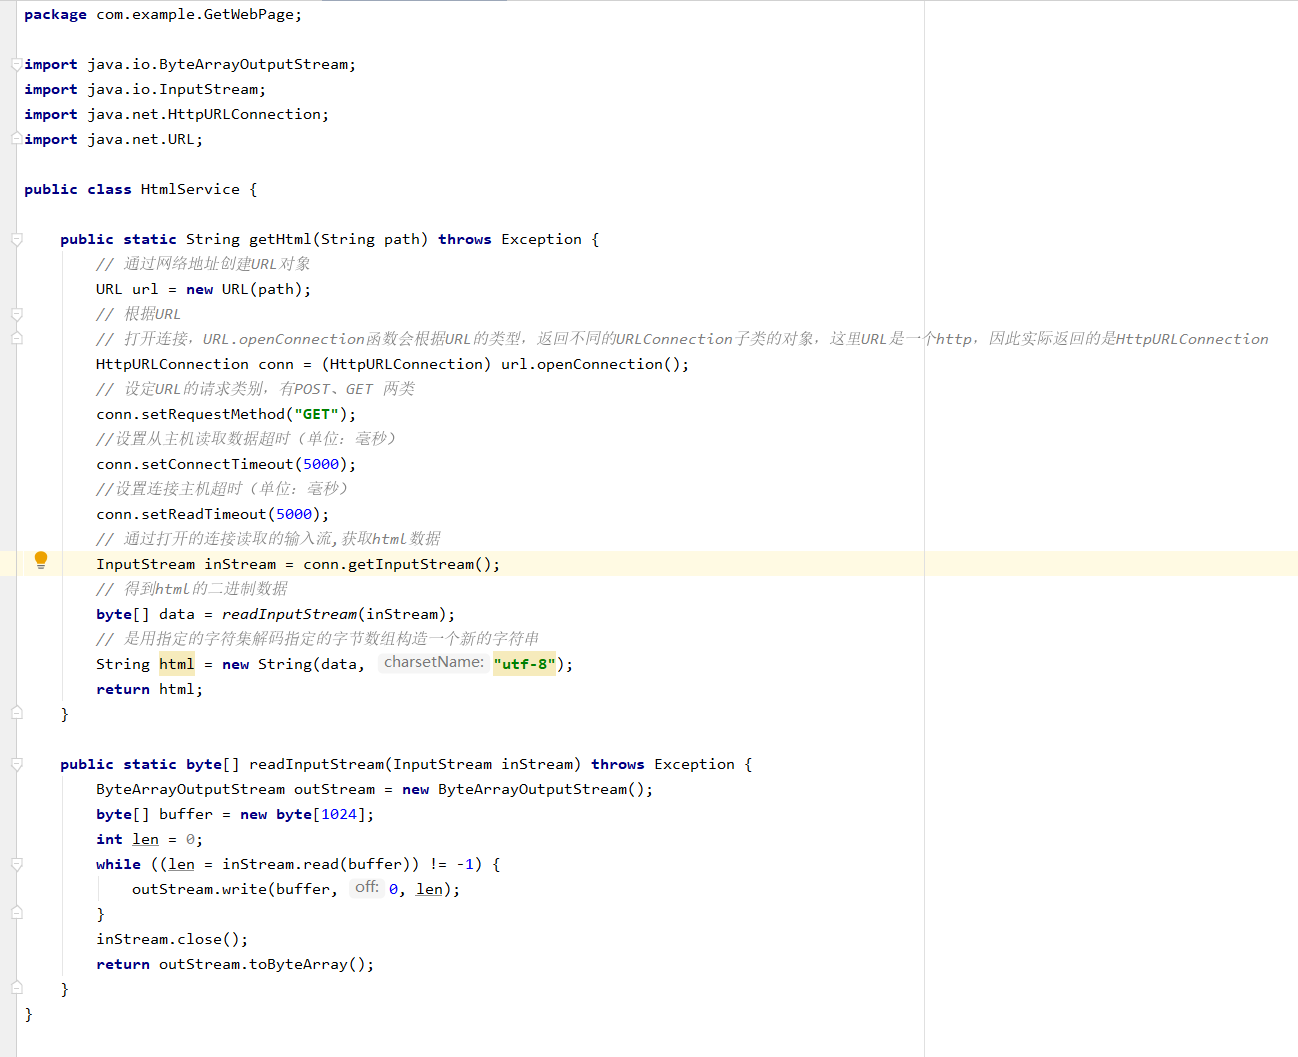 package com.example.GetWebPage;
import java.io.ByteArrayOutputStream;
import java.io.InputStream;
import java.net.HttpURLConnection;
import java.net.URL;
public class HtmlService {
public static String getHtml(String path) throws Exception {
// 通过网络地址创建URL对象
URL url = new URL(path);
// 根据URL
// 打开连接，URL.openConnection函数会根据URL的类型，返回不同的URLConnection子类的对象，这里URL是一个http，因此实际返回的是HttpURLConnection
HttpURLConnection conn = (HttpURLConnection) url.openConnection();
// 设定URL的请求类别，有POST、GET 两类
conn.setRequestMethod("GET");
//设置从主机读取数据超时（单位：毫秒）
conn.setConnectTimeout(5000);
//设置连接主机超时（单位：毫秒）
conn.setReadTimeout(5000);
// 通过打开的连接读取的输入流,获取html数据
InputStream inStream = conn.getInputStream();
// 得到html的二进制数据
byte[] data = readInputStream(inStream);
// 是用指定的字符集解码指定的字节数组构造一个新的字符串
String html = new String(data, charsetName: "utf-8");
return html;
}
public static byte[] readInputStream(InputStream inStream) throws Exception {
ByteArrayOutputStream outStream = new ByteArrayOutputStream();
byte[] buffer = new byte[1024];
int len = 0;
while ((len = inStream.read(buffer)) != -1) {
outStream.write(buffer, off: 0, len);
}
inStream.close();
return outStream.toByteArray();
}
}